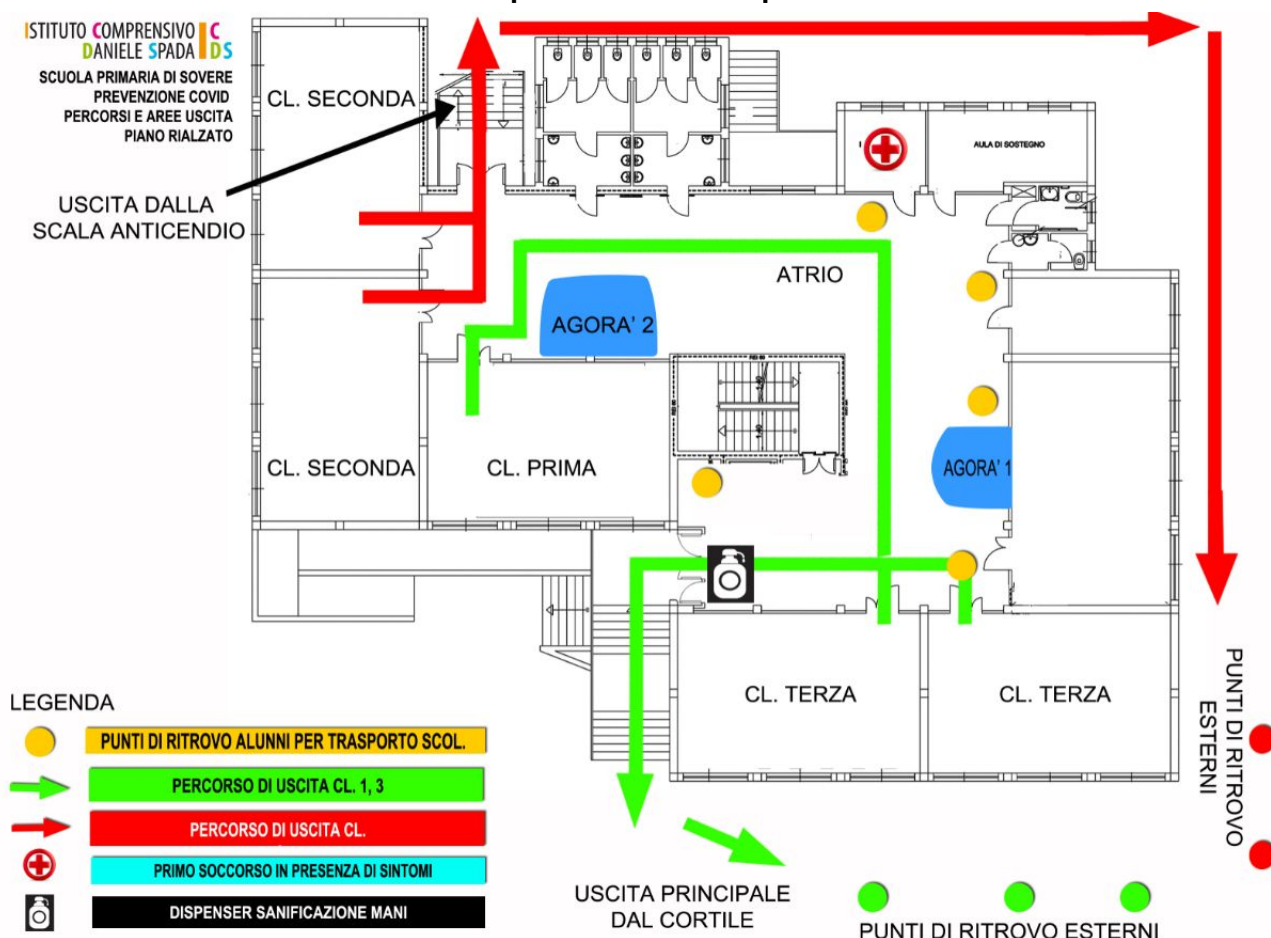 ISTITUTO COMPRENSIVO
DANIELE SPADA
IC
DS
SCUOLA PRIMARIA DI SOVERE
PREVENZIONE COVID
PERCORSI E AREE USCITA
PIANO RIALZATO
CL. SECONDA
USCITA DALLA
SCALA ANTICENDIO
AULA DI SOSTEGNO
ATRIO
AGORA' 2
AGORA' 1
CL. SECONDA
CL. PRIMA
1.40
1.40
CL. TERZA
CL. TERZA
PUNTI DI RITROVO
ESTERNI
LEGENDA
PUNTI DI RITROVO ALUNNI PER TRASPORTO SCOL.
PERCORSO DI USCITA CL. 1, 3
PERCORSO DI USCITA CL.
PRIMO SOCCORSO IN PRESENZA DI SINTOMI
DISPENSER SANIFICAZIONE MANI
USCITA PRINCIPALE
DAL CORTILE
PUNTI DI RITROVO ESTERNI